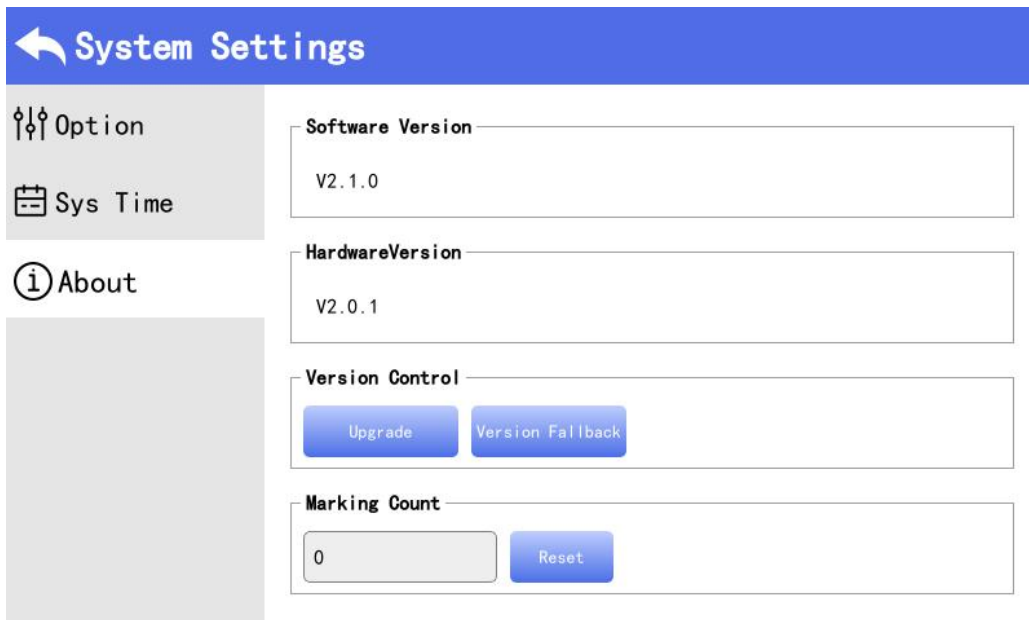 System Settings
Option
Sys Time
About
Software Version
V2.1.0
HardwareVersion
V2.0.1
Version Control
Upgrade
Version Fallback
Marking Count
0
Reset